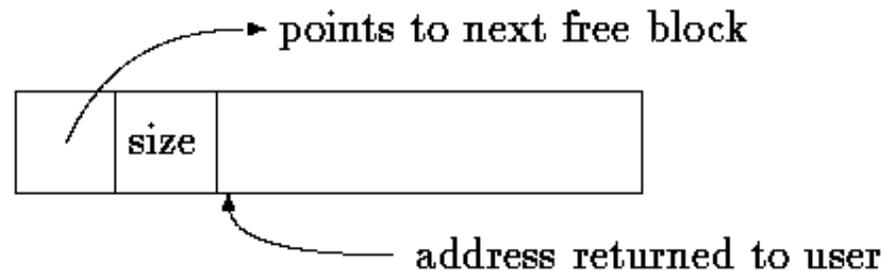 points to next free block
size
address returned to user